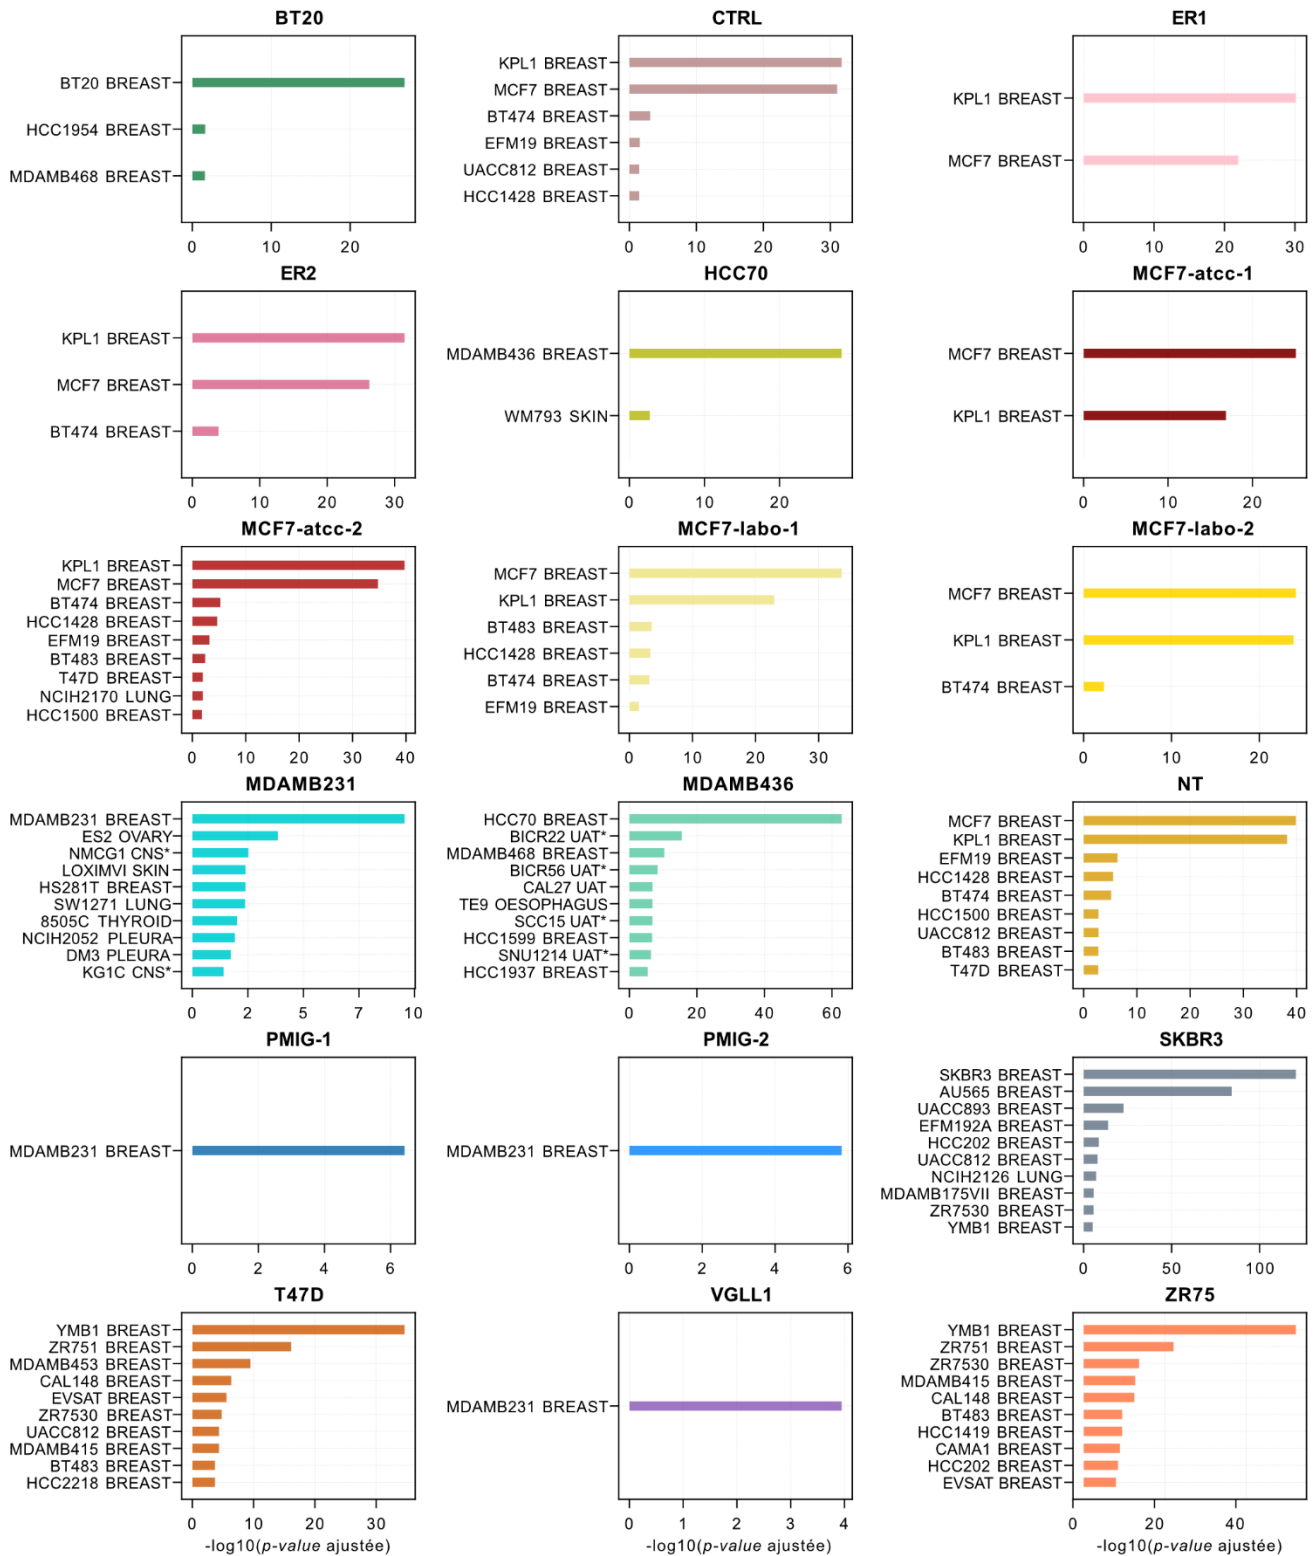 BT20
BT20 BREAST
HCC1954 BREAST
MDAMB468 BREAST
0 10 20
CTRL
KPL1 BREAST
MCF7 BREAST
BT474 BREAST
EFM19 BREAST
UACC812 BREAST
HCC1428 BREAST
0 10 20 30
ER1
KPL1 BREAST
MCF7 BREAST
0 10 20 30
ER2
KPL1 BREAST
MCF7 BREAST
BT474 BREAST
0 10 20 30
HCC70
MDAMB436 BREAST
WM793 SKIN
0 10 20
MCF7-atcc-1
MCF7 BREAST
KPL1 BREAST
0 10 20
MCF7-atcc-2
KPL1 BREAST
MCF7 BREAST
BT474 BREAST
HCC1428 BREAST
EFM19 BREAST
BT483 BREAST
T47D BREAST
NCIH2170 LUNG
HCC1500 BREAST
0 10 20 30 40
MCF7-labo-1
MCF7 BREAST
KPL1 BREAST
BT483 BREAST
HCC1428 BREAST
BT474 BREAST
EFM19 BREAST
0 10 20 30
MCF7-labo-2
MCF7 BREAST
KPL1 BREAST
BT474 BREAST
0 10 20
MDAMB231
MDAMB231 BREAST
ES2 OVARY
NMCG1 CNS*
LOXIMVI SKIN
HS281T BREAST
SW1271 LUNG
8505C THYROID
NCIH2052 PLEURA
DM3 PLEURA
KG1C CNS*
0 2 5 7 10
MDAMB436
HCC70 BREAST
BICR22 UAT*
MDAMB468 BREAST
BICR56 UAT*
CAL27 UAT
TE9 OESOPHAGUS
SCC15 UAT*
HCC1599 BREAST
SNU1214 UAT*
HCC1937 BREAST
0 20 40 60
NT
MCF7 BREAST
KPL1 BREAST
EFM19 BREAST
HCC1428 BREAST
BT474 BREAST
HCC1500 BREAST
UACC812 BREAST
BT483 BREAST
T47D BREAST
0 10 20 30 40
PMIG-1
MDAMB231 BREAST
0 2 4 6
PMIG-2
MDAMB231 BREAST
0 2 4 6
SKBR3
SKBR3 BREAST
AU565 BREAST
UACC893 BREAST
EFM192A BREAST
HCC202 BREAST
UACC812 BREAST
NCIH2126 LUNG
MDAMB175VII BREAST
ZR7530 BREAST
YMB1 BREAST
0 50 100
T47D
YMB1 BREAST
ZR751 BREAST
MDAMB453 BREAST
CAL148 BREAST
EVSAT BREAST
ZR7530 BREAST
UACC812 BREAST
MDAMB415 BREAST
BT483 BREAST
HCC2218 BREAST
0 10 20 30
-log10(p-value ajustée)
VGLL1
MDAMB231 BREAST
0 1 2 3 4
-log10(p-value ajustée)
ZR75
YMB1 BREAST
ZR751 BREAST
ZR7530 BREAST
MDAMB415 BREAST
CAL148 BREAST
BT483 BREAST
HCC1419 BREAST
CAMA1 BREAST
HCC202 BREAST
EVSAT BREAST
0 20 40
-log10(p-value ajustée)